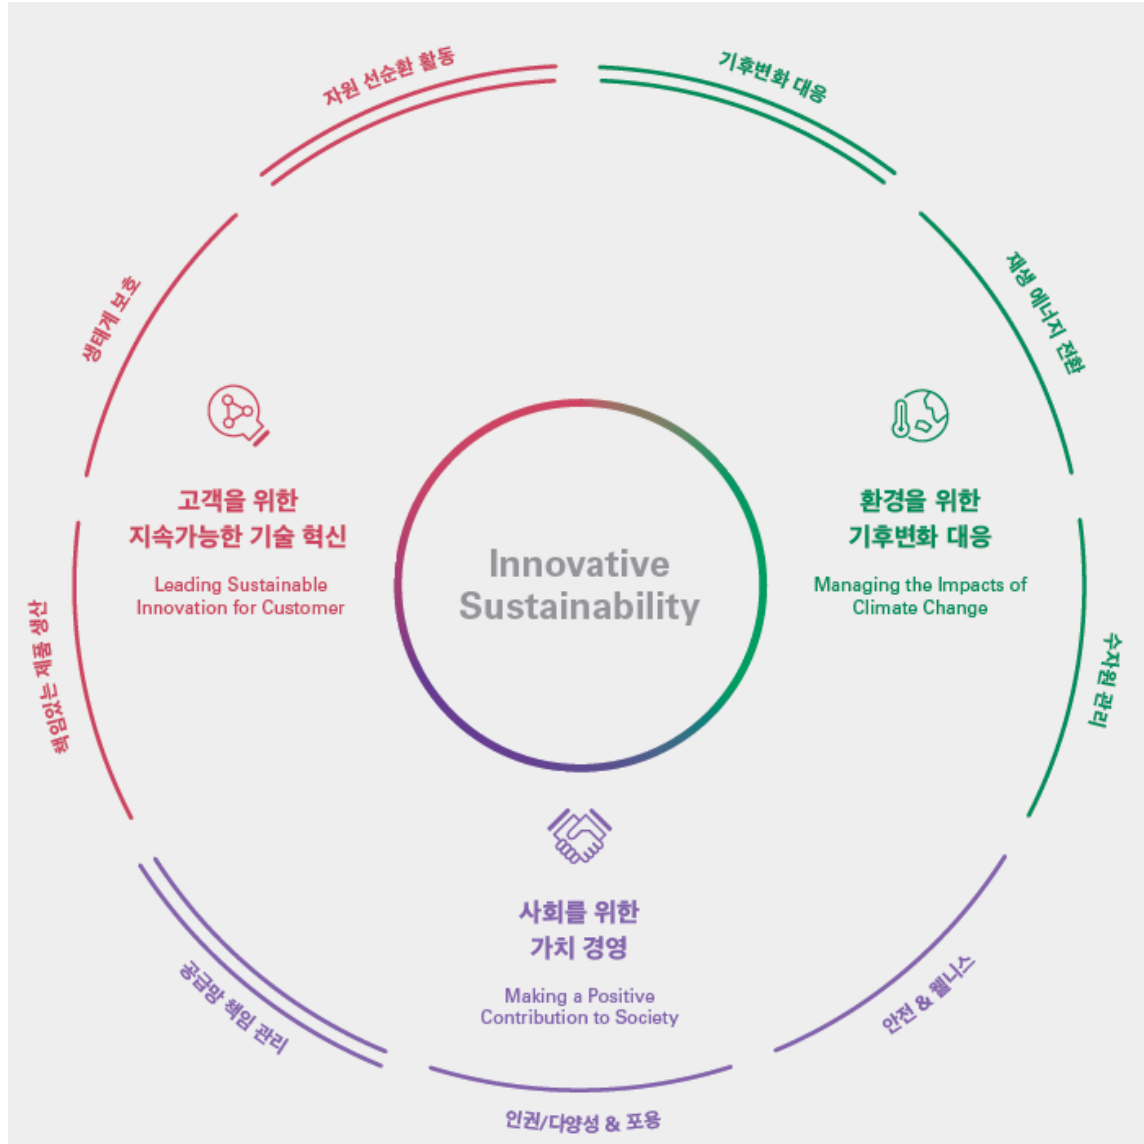 자원 선순환 활동
기후변화 대응
생태계 보호
재생 에너지 전환
고객을 위한
지속가능한 기술 혁신
Leading Sustainable
Innovation for Customer
Innovative
Sustainability
환경을 위한
기후변화 대응
Managing the Impacts of
Climate Change
책임있는 제품 생산
수자원 관리
사회를 위한
가치 경영
Making a Positive
Contribution to Society
공급망 책임 관리
안전 & 웰니스
인권/다양성 & 포용